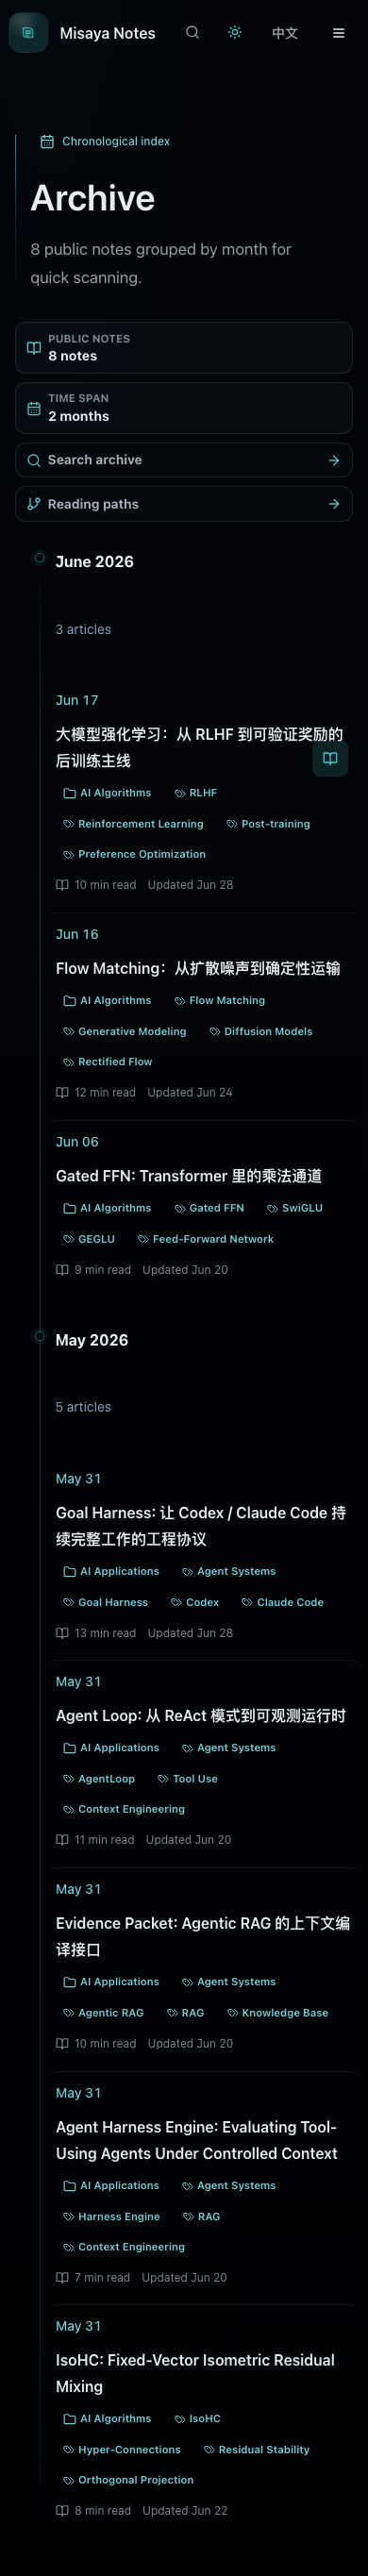 Misaya Notes
中文
Chronological index
Archive
8 public notes grouped by month for
quick scanning.
PUBLIC NOTES
8 notes
TIME SPAN
2 months
Search archive
Reading paths
June 2026
3 articles
Jun 17
大模型强化学习：从 RLHF 到可验证奖励的
后训练主线
AI Algorithms RLHF
Reinforcement Learning Post-training
Preference Optimization
10 min read Updated Jun 28
Jun 16
Flow Matching：从扩散噪声到确定性运输
AI Algorithms Flow Matching
Generative Modeling Diffusion Models
Rectified Flow
12 min read Updated Jun 24
Jun 06
Gated FFN: Transformer 里的乘法通道
AI Algorithms Gated FFN SwiGLU
GEGLU Feed-Forward Network
9 min read Updated Jun 20
May 2026
5 articles
May 31
Goal Harness: 让 Codex / Claude Code 持
续完整工作的工程协议
AI Applications Agent Systems
Goal Harness Codex Claude Code
13 min read Updated Jun 28
May 31
Agent Loop: 从 ReAct 模式到可观测运行时
AI Applications Agent Systems
AgentLoop Tool Use
Context Engineering
11 min read Updated Jun 20
May 31
Evidence Packet: Agentic RAG 的上下文编
译接口
AI Applications Agent Systems
Agentic RAG RAG Knowledge Base
10 min read Updated Jun 20
May 31
Agent Harness Engine: Evaluating Tool-
Using Agents Under Controlled Context
AI Applications Agent Systems
Harness Engine RAG
Context Engineering
7 min read Updated Jun 20
May 31
IsoHC: Fixed-Vector Isometric Residual
Mixing
AI Algorithms IsoHC
Hyper-Connections Residual Stability
Orthogonal Projection
8 min read Updated Jun 22